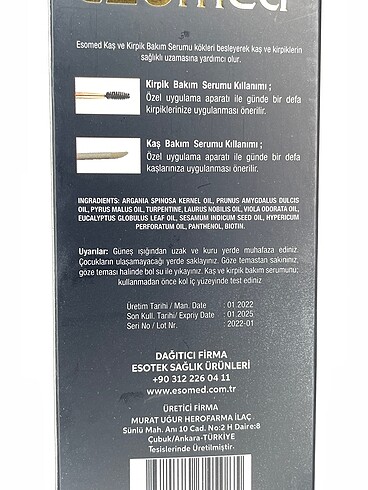 esomed
Esomed Kaş ve Kirpik Bakım Serumu kökleri besleyerek kaş ve kirpiklerin
sağlıklı uzamasına yardımcı olur.
Kirpik Bakım Serumu Kullanımı ;
Özel uygulama aparatı ile günde bir defa
kirpiklerinize uygulanması önerilir.
Kaş Bakım Serumu Kullanımı ;
Özel uygulama aparatı ile günde bir defa
kaşlarınıza uygulanması önerilir.
INGREDIENTS: ARGANIA SPINOSA KERNEL OIL, PRUNUS AMYGDALUS DULCIS
OIL, PYRUS MALUS OIL, TURPENTINE, LAURUS NOBILIS OIL, VIOLA ODORATA OIL,
EUCALYPTUS GLOBULUS LEAF OIL, SESAMUM INDICUM SEED OIL, HYPERICUM
PERFORATUM OIL, PANTHENOL, BIOTIN.
Uyarılar: Güneş ışığından uzak ve kuru yerde muhafaza ediniz.
Çocukların ulaşamayacağı yerde saklayınız. Göze temastan sakınınız,
göze teması halinde bol su ile yıkayınız. Kaş ve kirpik bakım serumunu;
kullanmadan önce kol iç yüzeyinde test ediniz
Üretim Tarihi / Man. Date : 01.2022
Son Kull. Tarihi/ Expriy Date : 01.2025
Seri No / Lot Nr. : 2022-01
DAĞITICI FİRMA
ESOTEK SAĞLIK ÜRÜNLERİ
+90 312 226 04 11
www.esomed.com.tr
ÜRETİCİ FİRMA
MURAT UĞUR HEROFARMA İLAÇ
Sünlü Mah. Anı 10 Cad. No:2 H Daire:8
Çubuk/Ankara-TÜRKİYE
Tesislerinde Üretilmiştir.